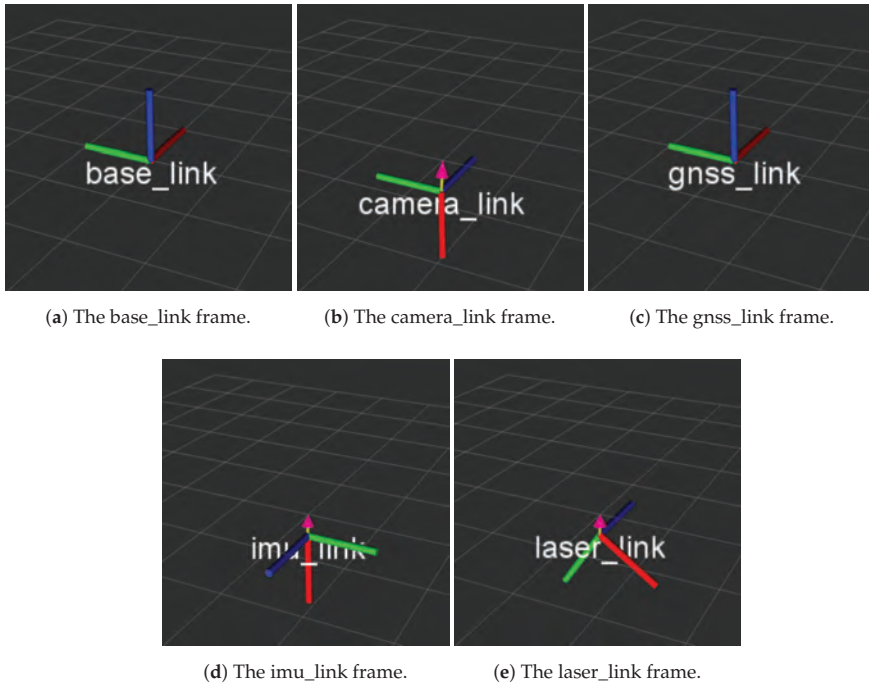 base_link
camera_link
gnss_link
(a) The base_link frame.
(b) The camera_link frame.
(c) The gnss_link frame.
imu_link
laser_link
(d) The imu_link frame.
(e) The laser_link frame.